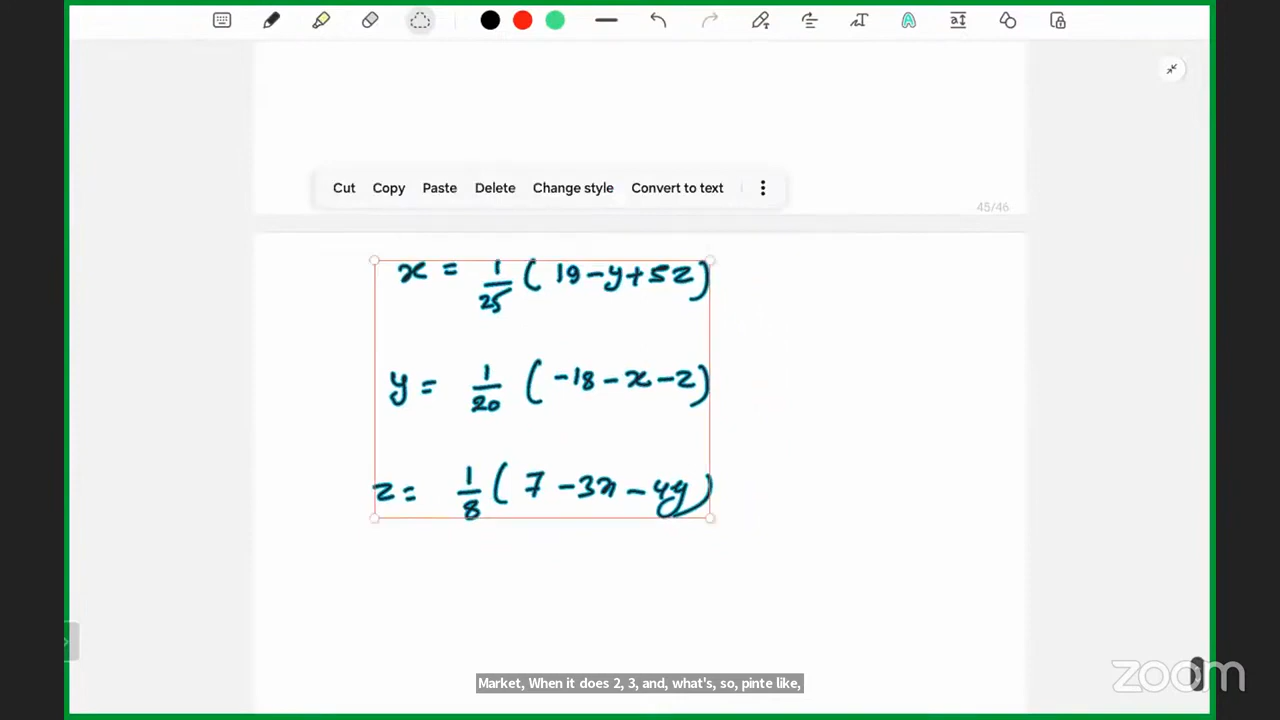 Cut Copy Paste Delete Change style Convert to text
45/46
x = 1/25 ( 19 - y + 5z )
y = 1/20 ( -18 - x - z )
z = 1/8 ( 7 - 3x - 4y )
Market, When it does 2, 3, and, what's, so, pinte like,
zoom